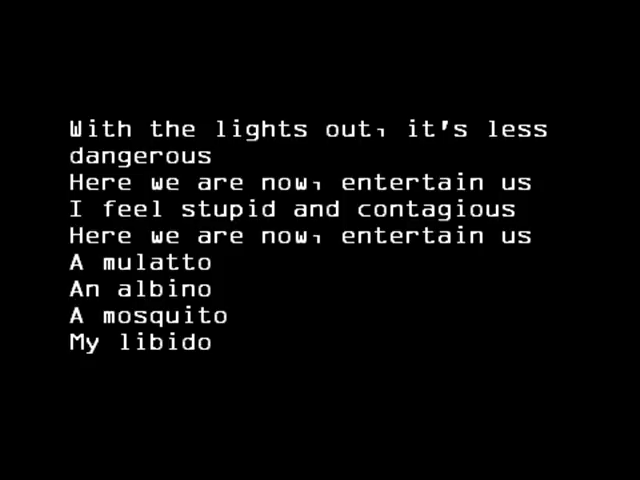 With the lights out, it's less
dangerous
Here we are now, entertain us
I feel stupid and contagious
Here we are now, entertain us
A mulatto
An albino
A mosquito
My libido